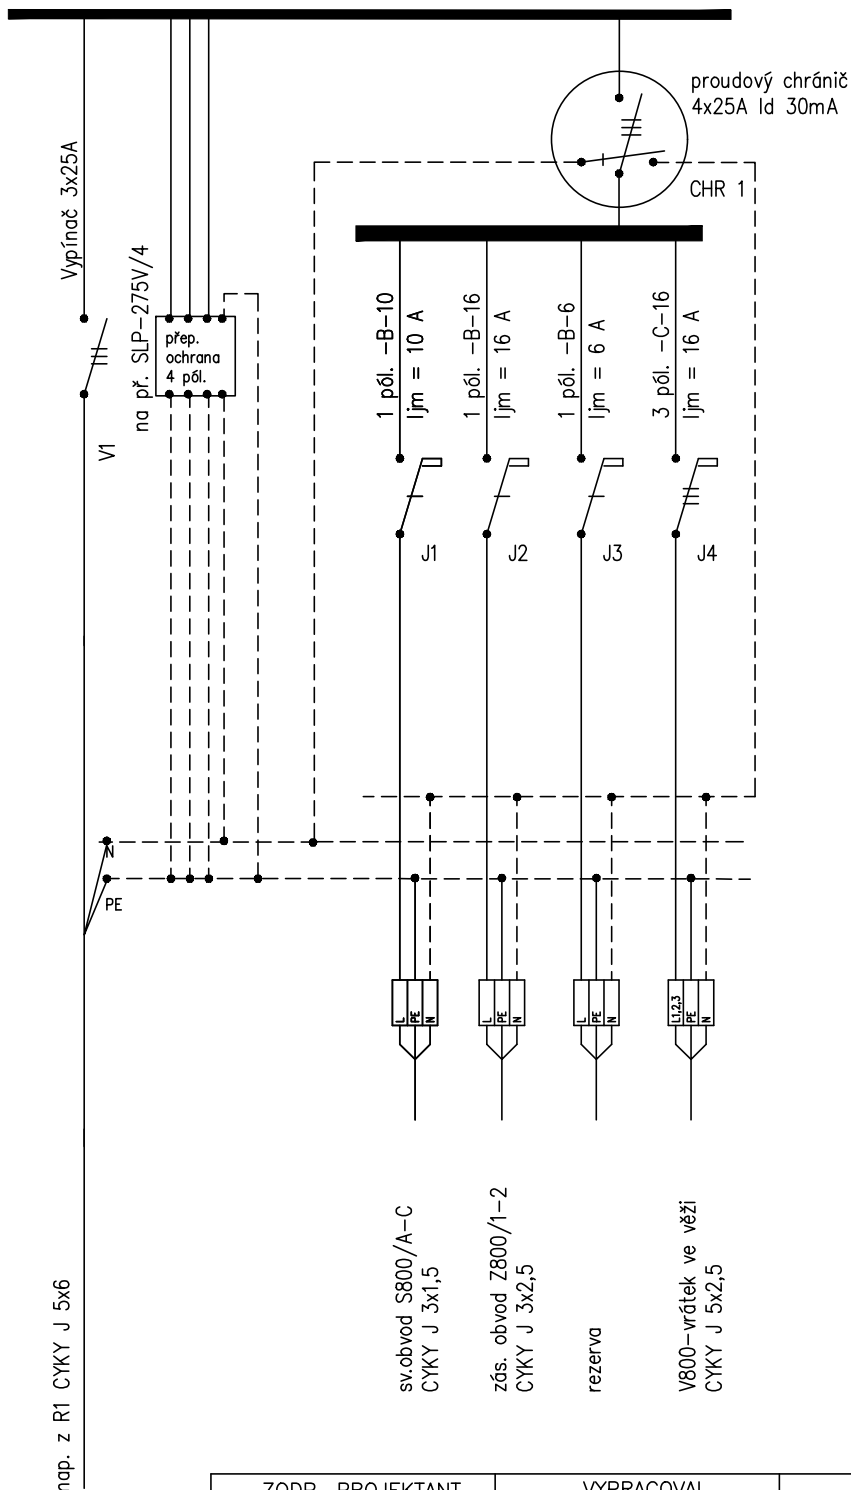 proudový chránič
4x25A Id 30mA
CHR 1
Vypínač 3x25A
V1
na př. SLP-275V/4
přep.
ochrana
4 pól.
1 pól. -B-10
Ijm = 10 A
1 pól. -B-16
Ijm = 16 A
1 pól. -B-6
Ijm = 6 A
3 pól. -C-16
Ijm = 16 A
J1
J2
J3
J4
N
PE
L
PE
N
L
PE
N
L
PE
N
L1,2,3
PE
N
nap. z R1 CYKY J 5x6
sv.obvod S800/A-C
CYKY J 3x1,5
zás. obvod Z800/1-2
CYKY J 3x2,5
rezerva
V800-vrátek ve věži
CYKY J 5x2,5
ZODP. PROJEKTANT
VYPRACOVAL